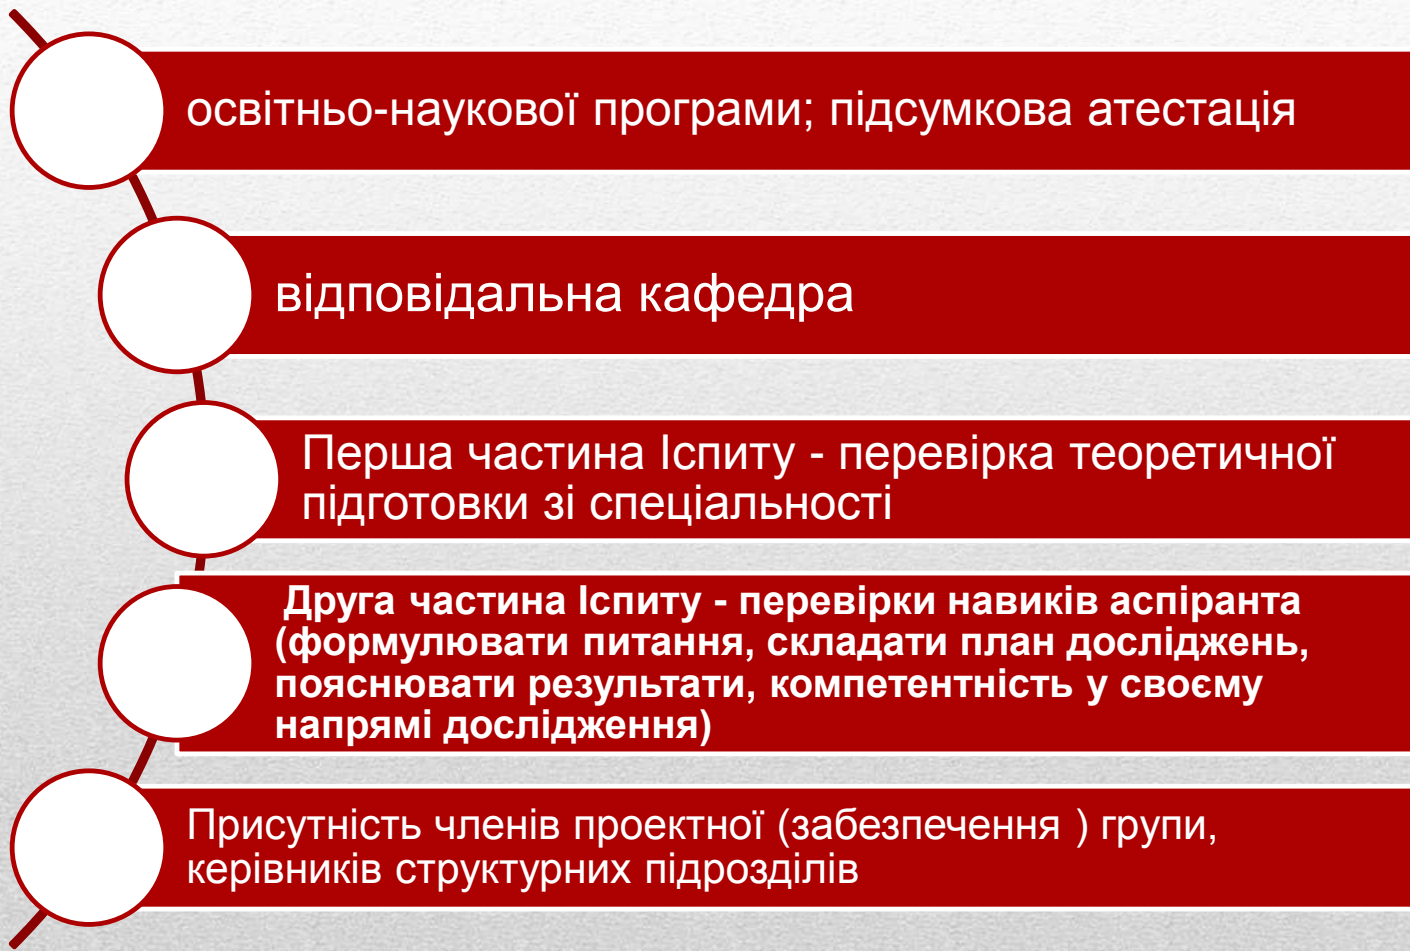 освітньо-наукової програми; підсумкова атестація
відповідальна кафедра
Перша частина Іспиту - перевірка теоретичної
підготовки зі спеціальності
Друга частина Іспиту - перевірки навиків аспіранта
(формулювати питання, складати план досліджень,
пояснювати результати, компетентність у своєму
напрямі дослідження)
Присутність членів проектної (забезпечення ) групи,
керівників структурних підрозділів